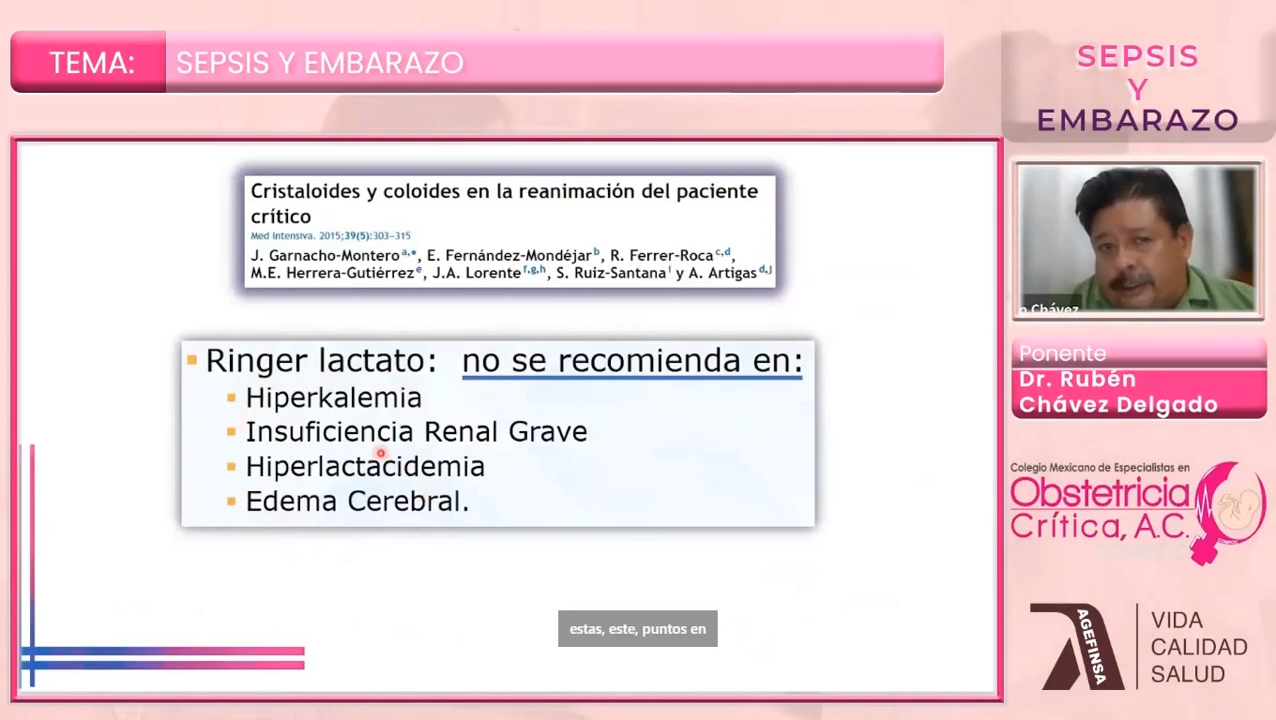 TEMA: SEPSIS Y EMBARAZO
SEPSIS
Y
EMBARAZO
Cristaloides y coloides en la reanimación del paciente
crítico
Med Intensiva. 2015;39(5):303–315
J. Garnacho-Montero a,*, E. Fernández-Mondéjar b, R. Ferrer-Roca c,d,
M.E. Herrera-Gutiérrez e, J.A. Lorente f,g,h, S. Ruiz-Santana i y A. Artigas d,j
Ringer lactato: no se recomienda en:
Hiperkalemia
Insuficiencia Renal Grave
Hiperlactacidemia
Edema Cerebral.
estas, este, puntos en
Chávez
Ponente
Dr. Rubén
Chávez Delgado
Colegio Mexicano de Especialistas en
Obstetricia
Crítica, A.C.
AGEFINSA
VIDA
CALIDAD
SALUD